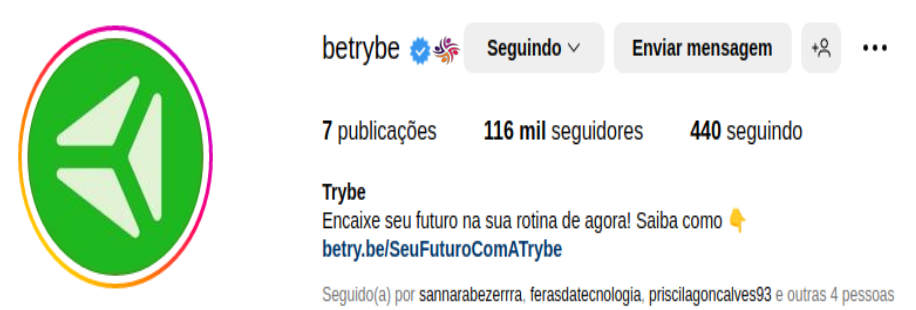 betrybe Seguindo Enviar mensagem
7 publicações 116 mil seguidores 440 seguindo
Trybe
Encaixe seu futuro na sua rotina de agora! Saiba como 👇
betry.be/SeuFuturoComATrybe
Seguido(a) por sannarabezerrra, ferasdatecnologia, priscilagoncalves93 e outras 4 pessoas